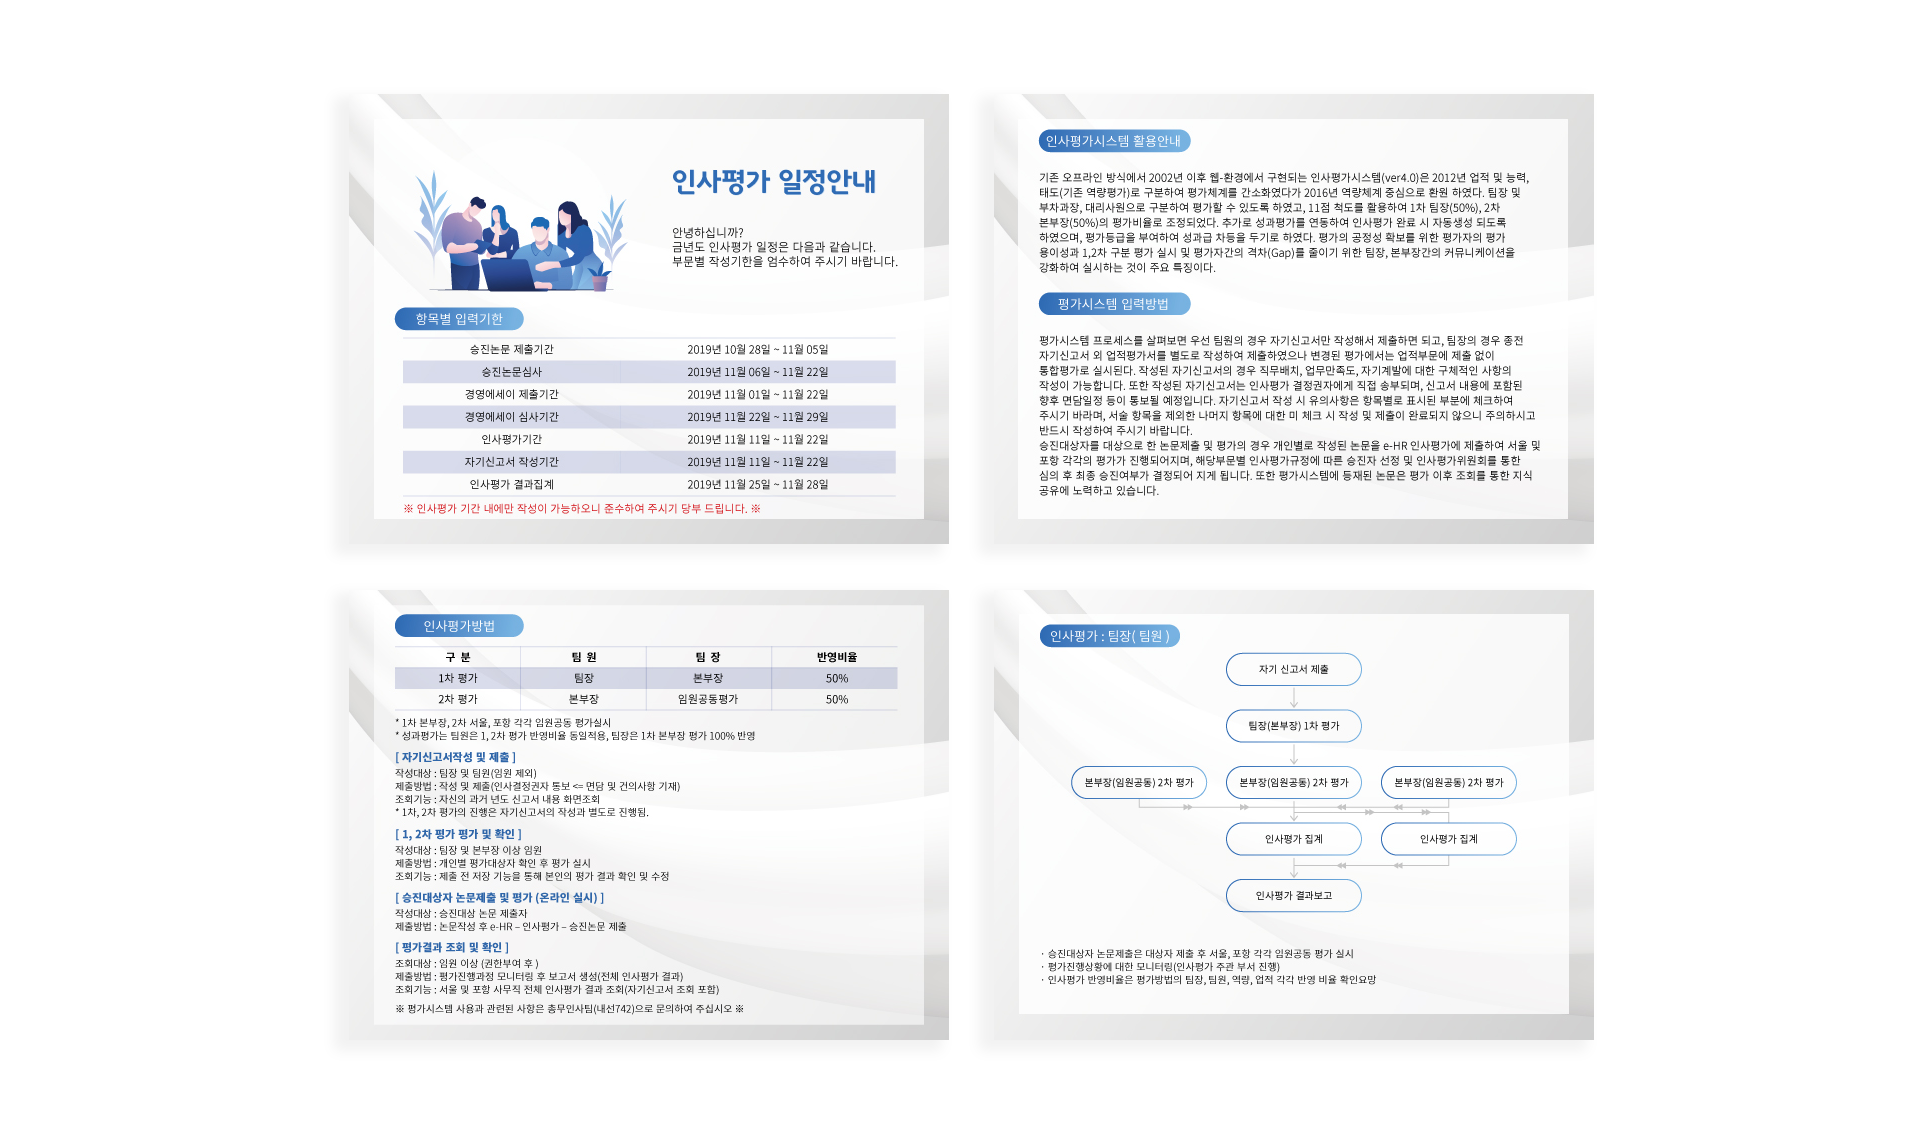 인사평가 일정안내
안녕하십니까?
금년도 인사평가 일정은 다음과 같습니다.
부문별 작성기한을 엄수하여 주시기 바랍니다.
항목별 입력기한
승진논문 제출기간 2019년 10월 28일 ~ 11월 05일
승진논문심사 2019년 11월 06일 ~ 11월 22일
경영에세이 제출기간 2019년 11월 01일 ~ 11월 22일
경영에세이 심사기간 2019년 11월 22일 ~ 11월 29일
인사평가기간 2019년 11월 11일 ~ 11월 22일
자기신고서 작성기간 2019년 11월 11일 ~ 11월 22일
인사평가 결과집계 2019년 11월 25일 ~ 11월 28일
※ 인사평가 기간 내에만 작성이 가능하오니 준수하여 주시기 당부 드립니다. ※
인사평가시스템 활용안내
기존 오프라인 방식에서 2002년 이후 웹-환경에서 구현되는 인사평가시스템(ver4.0)은 2012년 업적 및 능력,
태도(기존 역량평가)로 구분하여 평가체계를 간소화였다가 2016년 역량체계 중심으로 환원 하였다. 팀장 및
부차과장, 대리사원으로 구분하여 평가할 수 있도록 하였고, 11점 척도를 활용하여 1차 팀장(50%), 2차
본부장(50%)의 평가비율로 조정되었다. 추가로 성과평가를 연동하여 인사평가 완료 시 자동생성 되도록
하였으며, 평가등급을 부여하여 성과급 차등을 두기로 하였다. 평가의 공정성 확보를 위한 평가자의 평가
용이성과 1,2차 구분 평가 실시 및 평가자간의 격차(Gap)를 줄이기 위한 팀장, 본부장간의 커뮤니케이션을
강화하여 실시하는 것이 주요 특징이다.
평가시스템 입력방법
평가시스템 프로세스를 살펴보면 우선 팀원의 경우 자기신고서만 작성해서 제출하면 되고, 팀장의 경우 종전
자기신고서 외 업적평가서를 별도로 작성하여 제출하였으나 변경된 평가에서는 업적부문에 제출 없이
통합평가로 실시된다. 작성된 자기신고서의 경우 직무배치, 업무만족도, 자기계발에 대한 구체적인 사항의
작성이 가능합니다. 또한 작성된 자기신고서는 인사평가 결정권자에게 직접 송부되며, 신고서 내용에 포함된
향후 면담일정 등이 통보될 예정입니다. 자기신고서 작성 시 유의사항은 항목별로 표시된 부분에 체크하여
주시기 바라며, 서술 항목을 제외한 나머지 항목에 대한 미 체크 시 작성 및 제출이 완료되지 않으니 주의하시고
반드시 작성하여 주시기 바랍니다.
승진대상자를 대상으로 한 논문제출 및 평가의 경우 개인별로 작성된 논문을 e-HR 인사평가에 제출하여 서울 및
포항 각각의 평가가 진행되어지며, 해당부문별 인사평가규정에 따른 승진자 선정 및 인사평가위원회를 통한
심의 후 최종 승진여부가 결정되어 지게 됩니다. 또한 평가시스템에 등재된 논문은 평가 이후 조회를 통한 지식
공유에 노력하고 있습니다.
인사평가방법
구 분 팀 원 팀 장 반영비율
1차 평가 팀장 본부장 50%
2차 평가 본부장 임원공동평가 50%
* 1차 본부장, 2차 서울, 포항 각각 임원공동 평가실시
* 성과평가는 팀원은 1, 2차 평가 반영비율 동일적용, 팀장은 1차 본부장 평가 100% 반영
[ 자기신고서작성 및 제출 ]
작성대상 : 팀장 및 팀원(임원 제외)
제출방법 : 작성 및 제출(인사결정권자 통보 <= 면담 및 건의사항 기재)
조회기능 : 자신의 과거 년도 신고서 내용 화면조회
* 1차, 2차 평가의 진행은 자기신고서의 작성과 별도로 진행됨.
[ 1, 2차 평가 평가 및 확인 ]
작성대상 : 팀장 및 본부장 이상 임원
제출방법 : 개인별 평가대상자 확인 후 평가 실시
조회기능 : 제출 전 저장 기능을 통해 본인의 평가 결과 확인 및 수정
[ 승진대상자 논문제출 및 평가 (온라인 실시) ]
작성대상 : 승진대상 논문 제출자
제출방법 : 논문작성 후 e-HR – 인사평가 – 승진논문 제출
[ 평가결과 조회 및 확인 ]
조회대상 : 임원 이상 (권한부여 후 )
제출방법 : 평가진행과정 모니터링 후 보고서 생성(전체 인사평가 결과)
조회기능 : 서울 및 포항 사무직 전체 인사평가 결과 조회(자기신고서 조회 포함)
※ 평가시스템 사용과 관련된 사항은 총무인사팀(내선742)으로 문의하여 주십시오 ※
인사평가 : 팀장( 팀원 )
자기 신고서 제출
팀장(본부장) 1차 평가
본부장(임원공동) 2차 평가 본부장(임원공동) 2차 평가 본부장(임원공동) 2차 평가
인사평가 집계 인사평가 집계
인사평가 결과보고
· 승진대상자 논문제출은 대상자 제출 후 서울, 포항 각각 임원공동 평가 실시
· 평가진행상황에 대한 모니터링(인사평가 주관 부서 진행)
· 인사평가 반영비율은 평가방법의 팀장, 팀원, 역량, 업적 각각 반영 비율 확인요망